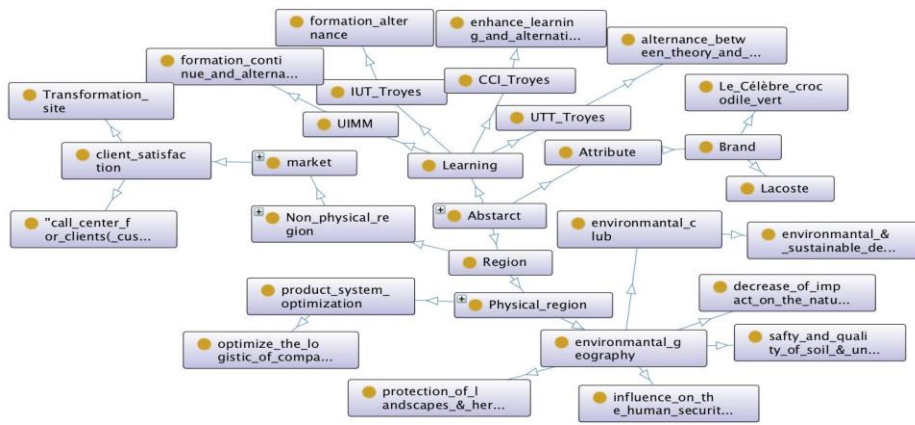 formation_alter
nance
enhance_learnin
g_and_alternati...
alternance_betw
een_theory_and_...
formation_conti
nue_and_alterna...
Transformation_
site
IUT_Troyes
CCI_Troyes
UTT_Troyes
Le_Célèbre_croc
odile_vert
UIMM
client_satisfac
tion
market
Learning
Attribute
Brand
Lacoste
"call_center_f
or_clients(_cus...
Non_physical_re
gion
Abstarct
environmantal_c
lub
environmantal_&
_sustainable_de...
Region
product_system_
optimization
Physical_region
decrease_of_imp
act_on_the_natu...
optimize_the_lo
gistic_of_compa...
environmantal_g
eography
safty_and_quali
ty_of_soil_&_un...
protection_of_l
andscapes_&_her...
influence_on_th
e_human_securit...